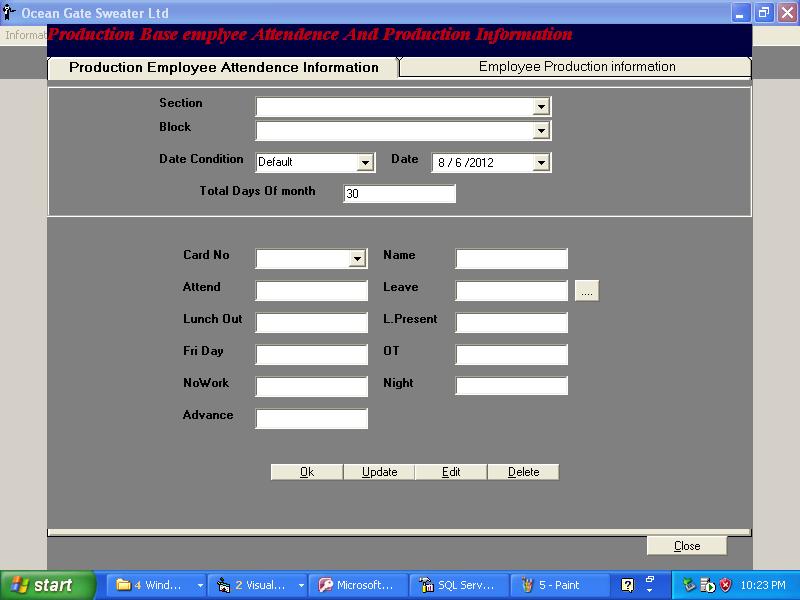 Ocean Gate Sweater Ltd
Production Base emplyee Attendence And Production Information
Production Employee Attendence Information
Employee Production information
Section
Block
Date Condition Default Date 8 / 6 /2012
Total Days Of month 30
Card No Name
Attend Leave ....
Lunch Out L.Present
Fri Day OT
NoWork Night
Advance
Ok Update Edit Delete
Close
start 4 Wind... 2 Visual... Microsoft... SQL Serv... 5 - Paint ? 10:23 PM